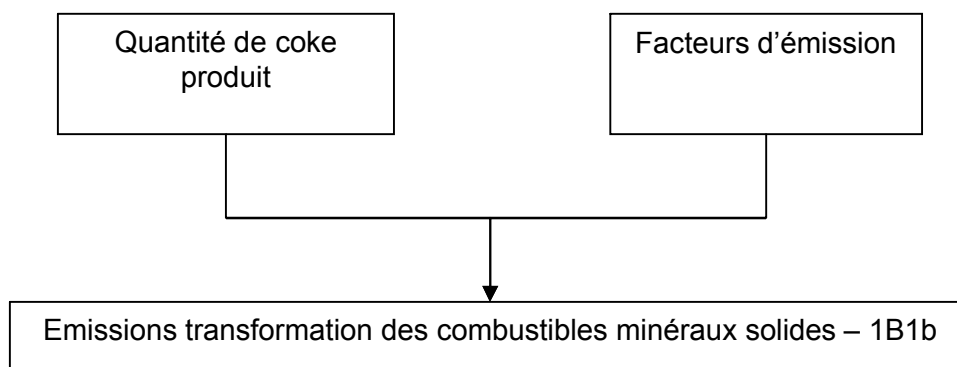 Quantité de coke
produit
Facteurs d’émission
Emissions transformation des combustibles minéraux solides – 1B1b